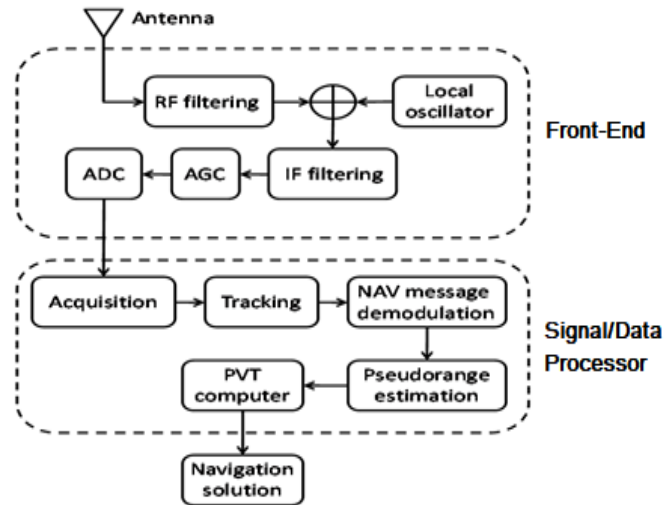 Antenna
RF filtering
Local
oscillator
Front-End
ADC
AGC
IF filtering
Acquisition
Tracking
NAV message
demodulation
Signal/Data
Processor
PVT
computer
Pseudorange
estimation
Navigation
solution